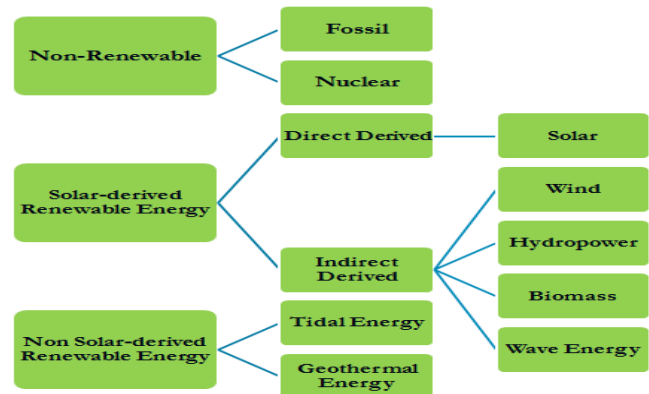 Non-Renewable
Fossil
Nuclear
Solar-derived
Renewable Energy
Direct Derived
Solar
Indirect
Derived
Wind
Hydropower
Biomass
Wave Energy
Non Solar-derived
Renewable Energy
Tidal Energy
Geothermal
Energy